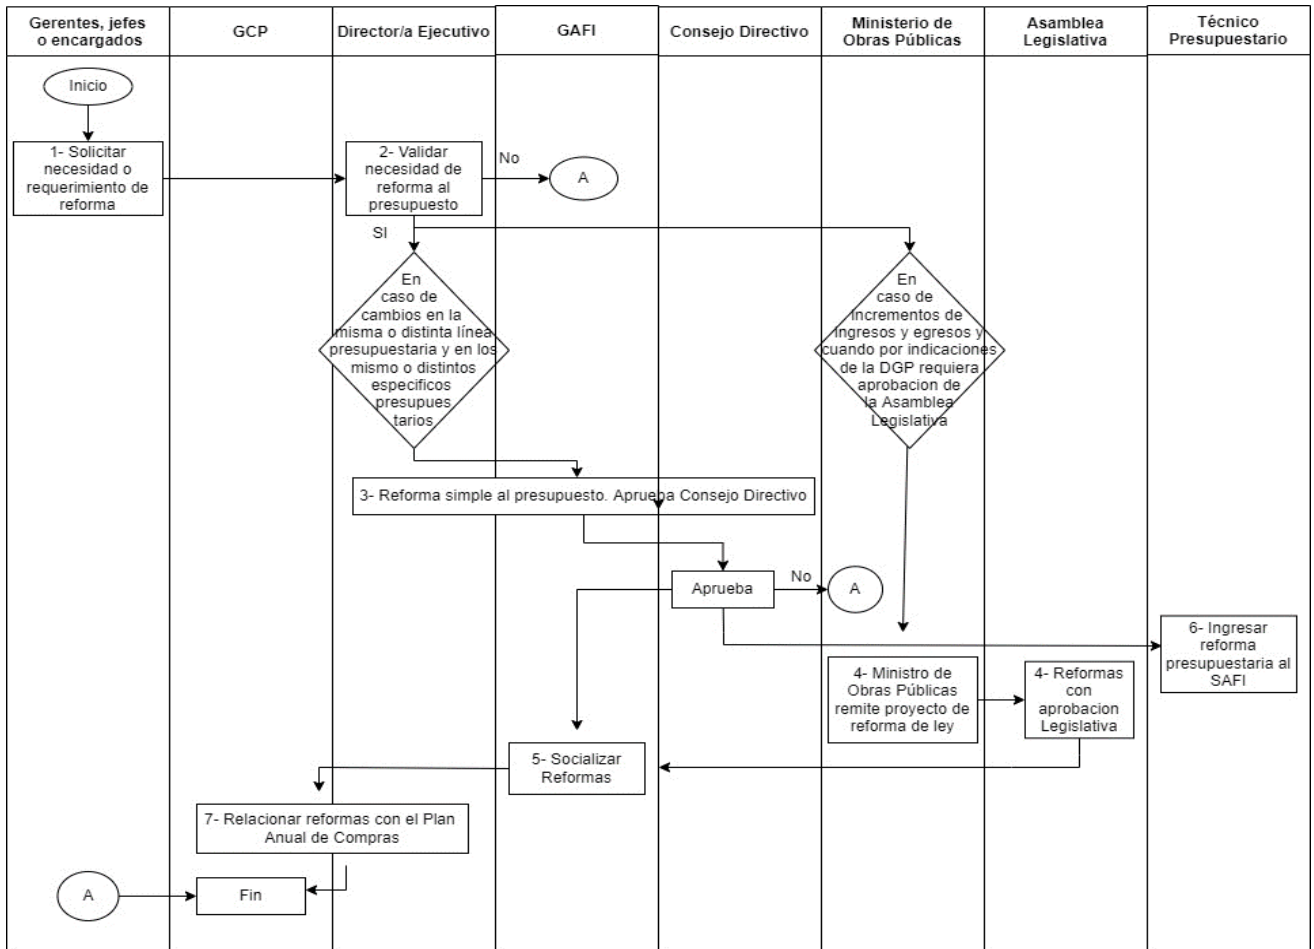 Gerentes, jefes
o encargados
GCP
Director/a Ejecutivo
GAFI
Consejo Directivo
Ministerio de
Obras Públicas
Asamblea
Legislativa
Técnico
Presupuestario
Inicio
1- Solicitar
necesidad o
requerimiento de
reforma
2- Validar
necesidad de
reforma al
presupuesto
No
A
SI
En
caso de
cambios en la
misma o distinta línea
presupuestaria y en los
mismo o distintos
especificos
presupues
tarios
En
caso de
incrementos de
ingresos y egresos y
cuando por indicaciones
de la DGP requiera
aprobacion de
la Asamblea
Legislativa
3- Reforma simple al presupuesto. Aprueba Consejo Directivo
Aprueba
No
A
6- Ingresar
reforma
presupuestaria al
SAFI
4- Ministro de
Obras Públicas
remite proyecto de
reforma de ley
4- Reformas
con
aprobacion
Legislativa
5- Socializar
Reformas
7- Relacionar reformas con el Plan
Anual de Compras
A
Fin